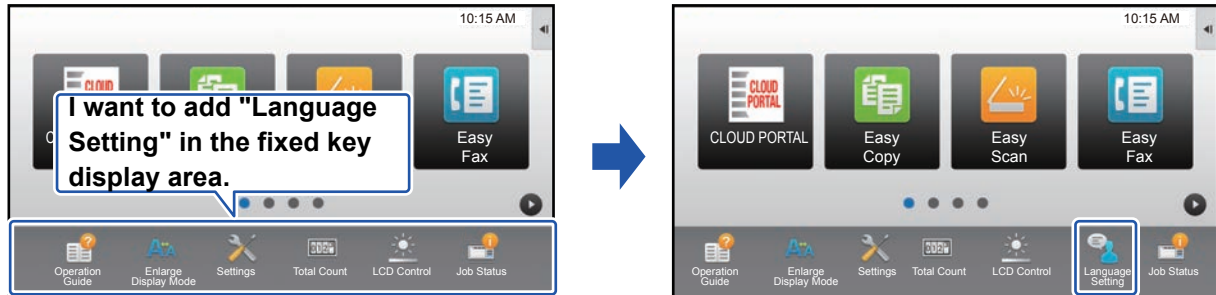 10:15 AM
CLOUD
I want to add "Language
Setting" in the fixed key
display area.
C
Easy
Fax
Operation
Guide
Enlarge
Display Mode
Settings
Total Count
LCD Control
Job Status
10:15 AM
CLOUD
PORTAL
CLOUD PORTAL
Easy
Copy
Easy
Scan
Easy
Fax
Operation
Guide
Enlarge
Display Mode
Settings
Total Count
LCD Control
Language
Setting
Job Status